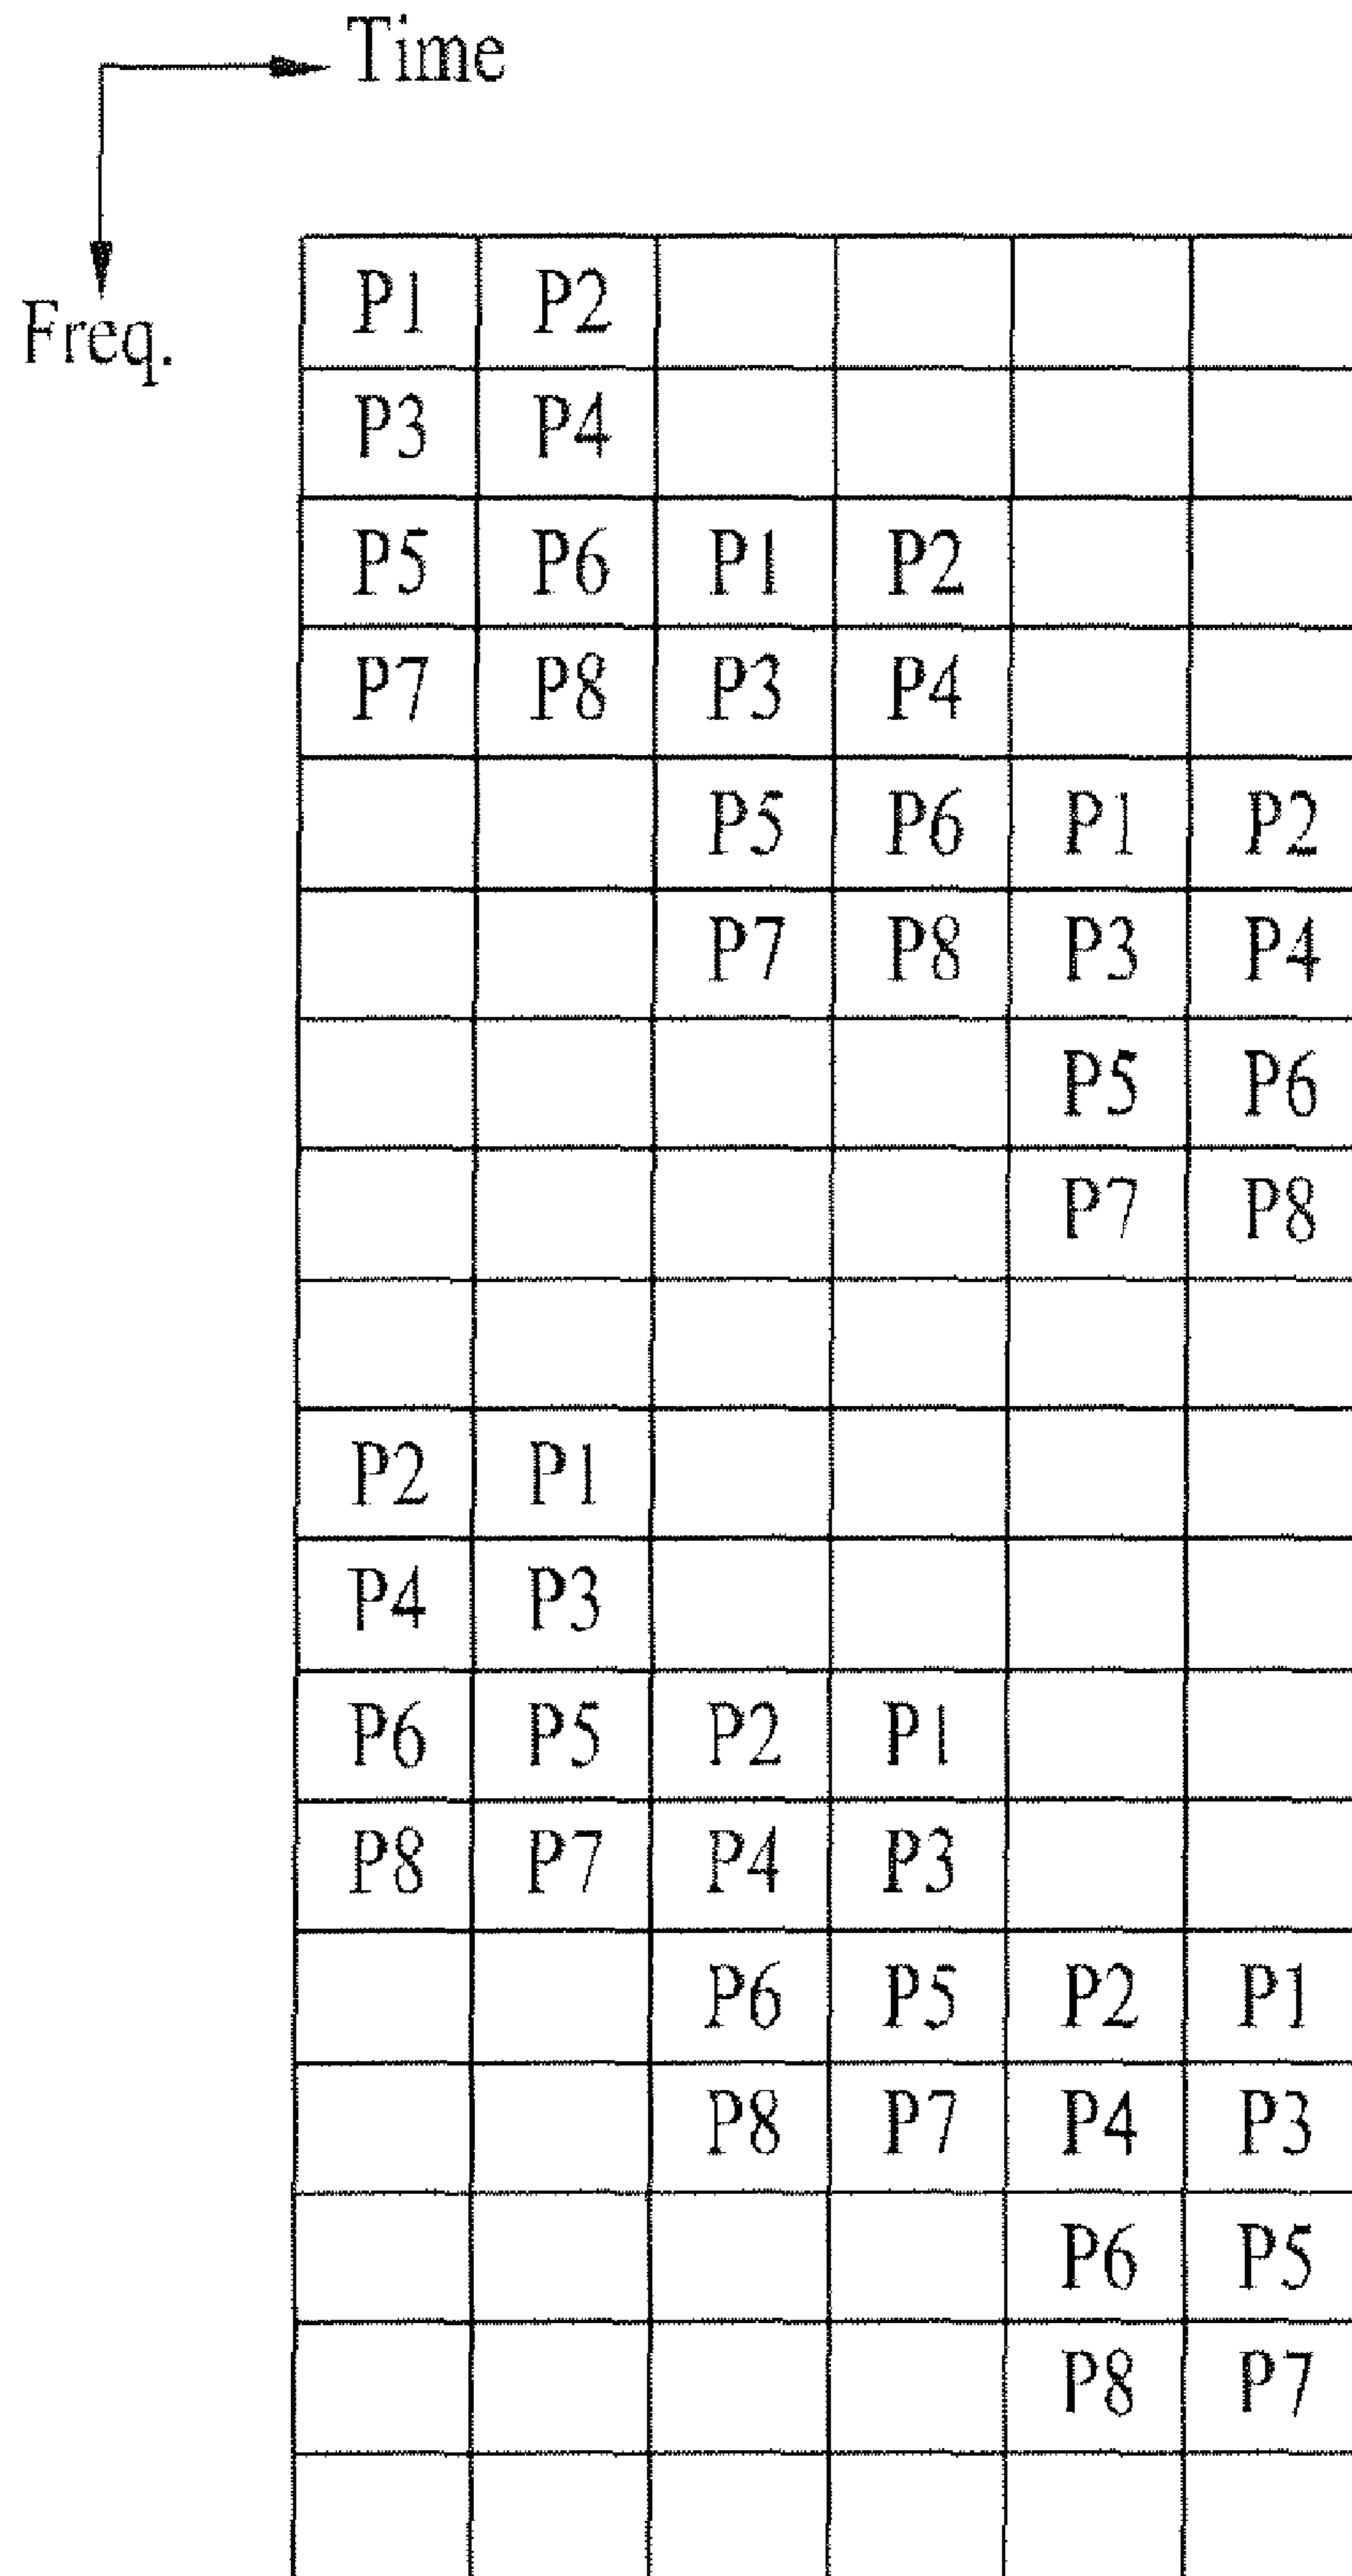 Time
Freq.
P1 P2
P3 P4
P5 P6 P1 P2
P7 P8 P3 P4
P5 P6 P1 P2
P7 P8 P3 P4
P5 P6
P7 P8
P2 P1
P4 P3
P6 P5 P2 P1
P8 P7 P4 P3
P6 P5 P2 P1
P8 P7 P4 P3
P6 P5
P8 P7